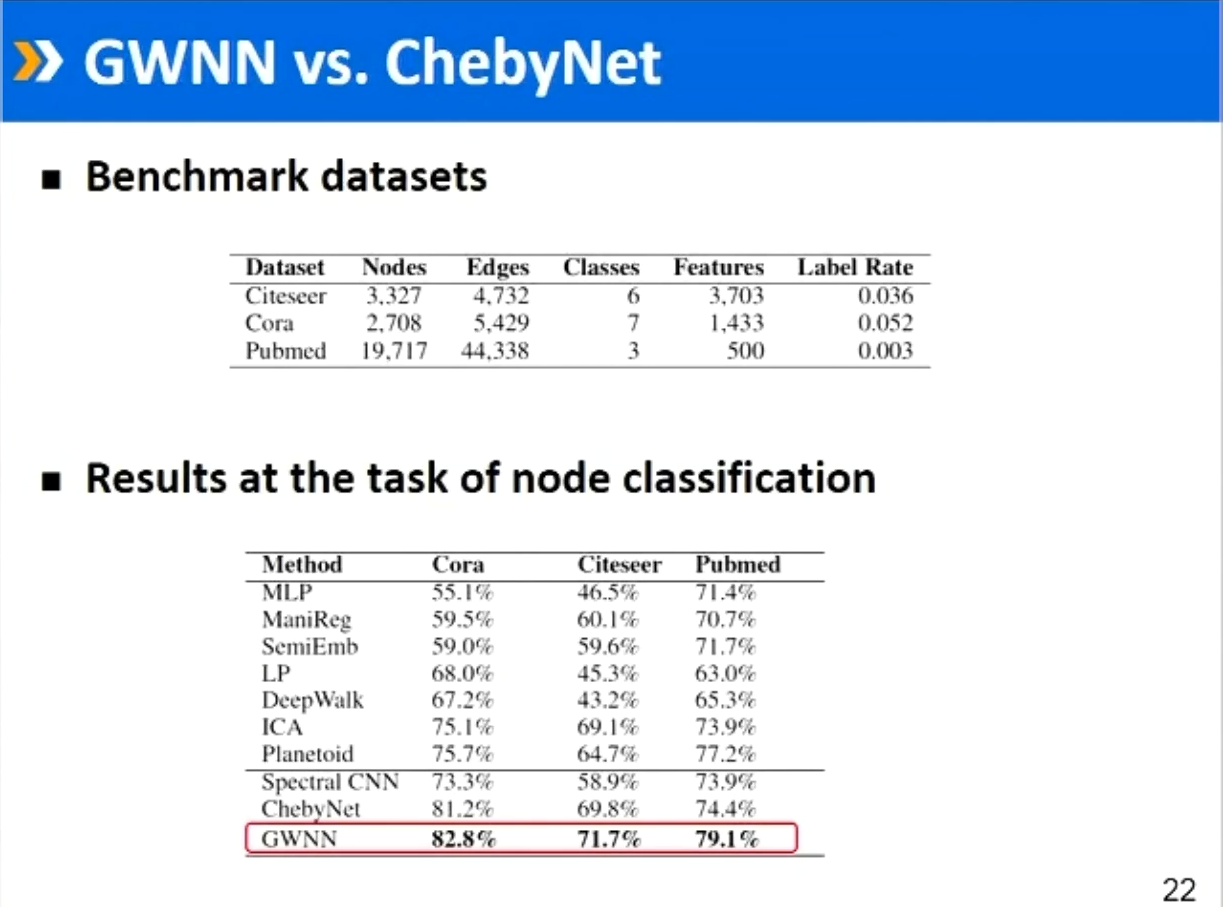 GWNN vs. ChebyNet
Benchmark datasets
Dataset Nodes Edges Classes Features Label Rate
Citeseer 3,327 4,732 6 3,703 0.036
Cora 2,708 5,429 7 1,433 0.052
Pubmed 19,717 44,338 3 500 0.003
Results at the task of node classification
Method Cora Citeseer Pubmed
MLP 55.1% 46.5% 71.4%
ManiReg 59.5% 60.1% 70.7%
SemiEmb 59.0% 59.6% 71.7%
LP 68.0% 45.3% 63.0%
DeepWalk 67.2% 43.2% 65.3%
ICA 75.1% 69.1% 73.9%
Planetoid 75.7% 64.7% 77.2%
Spectral CNN 73.3% 58.9% 73.9%
ChebyNet 81.2% 69.8% 74.4%
GWNN 82.8% 71.7% 79.1%
22